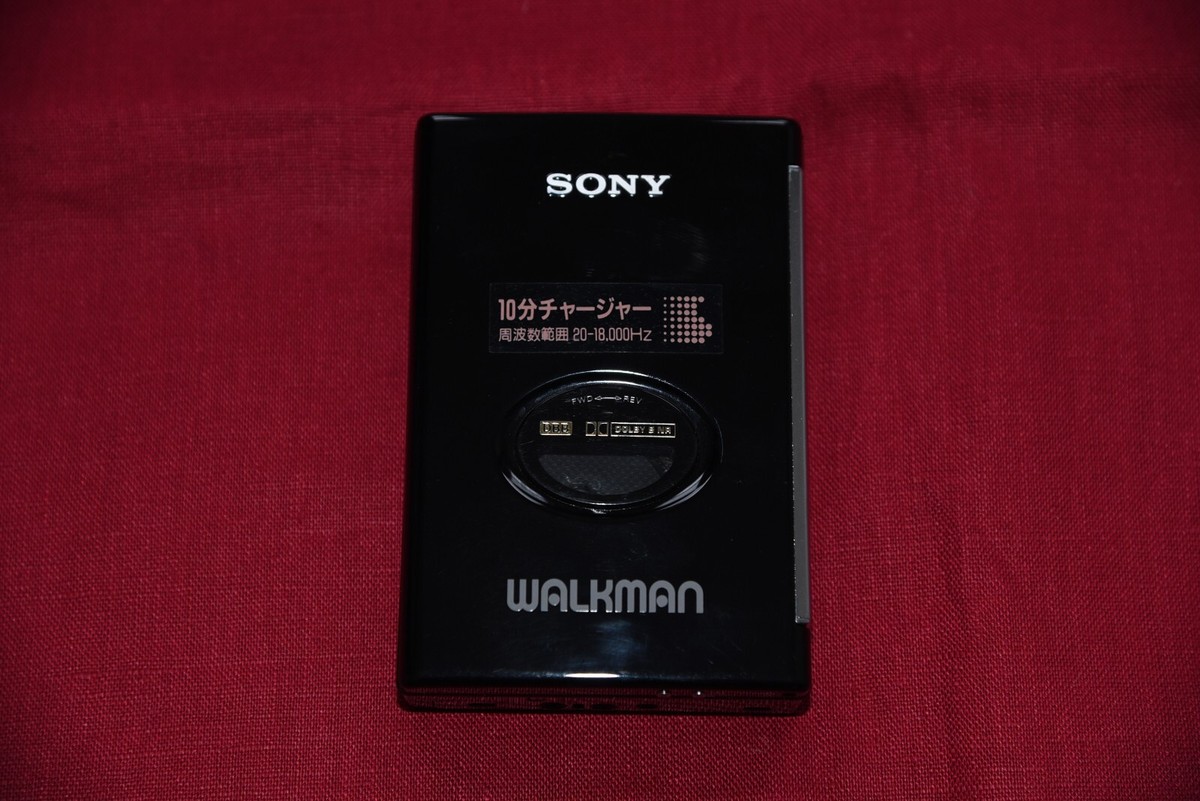 SONY
10分チャージャー
周波数範囲 20-18,000Hz
FWD REV
DBB DOLBY B NR
WALKMAN